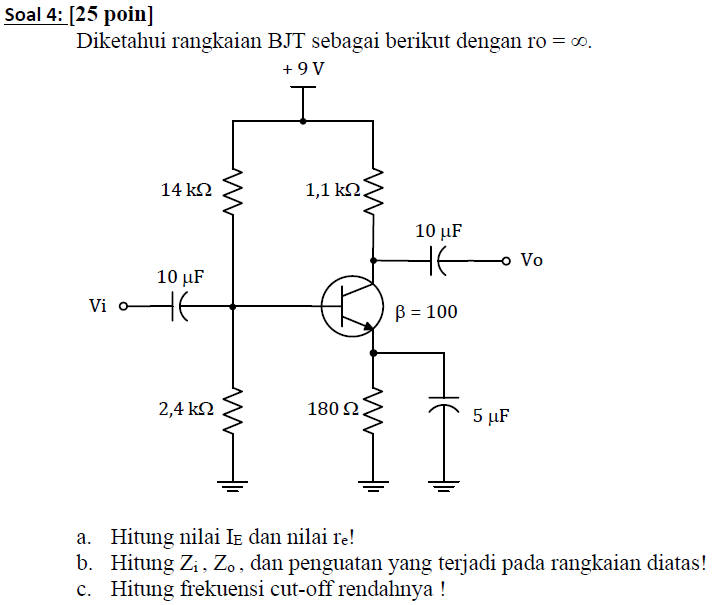 Soal 4: [25 poin]
Diketahui rangkaian BJT sebagai berikut dengan ro = ∞.
+ 9 V
14 kΩ
1,1 kΩ
10 μF
Vo
10 μF
Vi
β = 100
2,4 kΩ
180 Ω
5 μF
a. Hitung nilai IE dan nilai re!
b. Hitung Zi , Zo , dan penguatan yang terjadi pada rangkaian diatas!
c. Hitung frekuensi cut-off rendahnya !